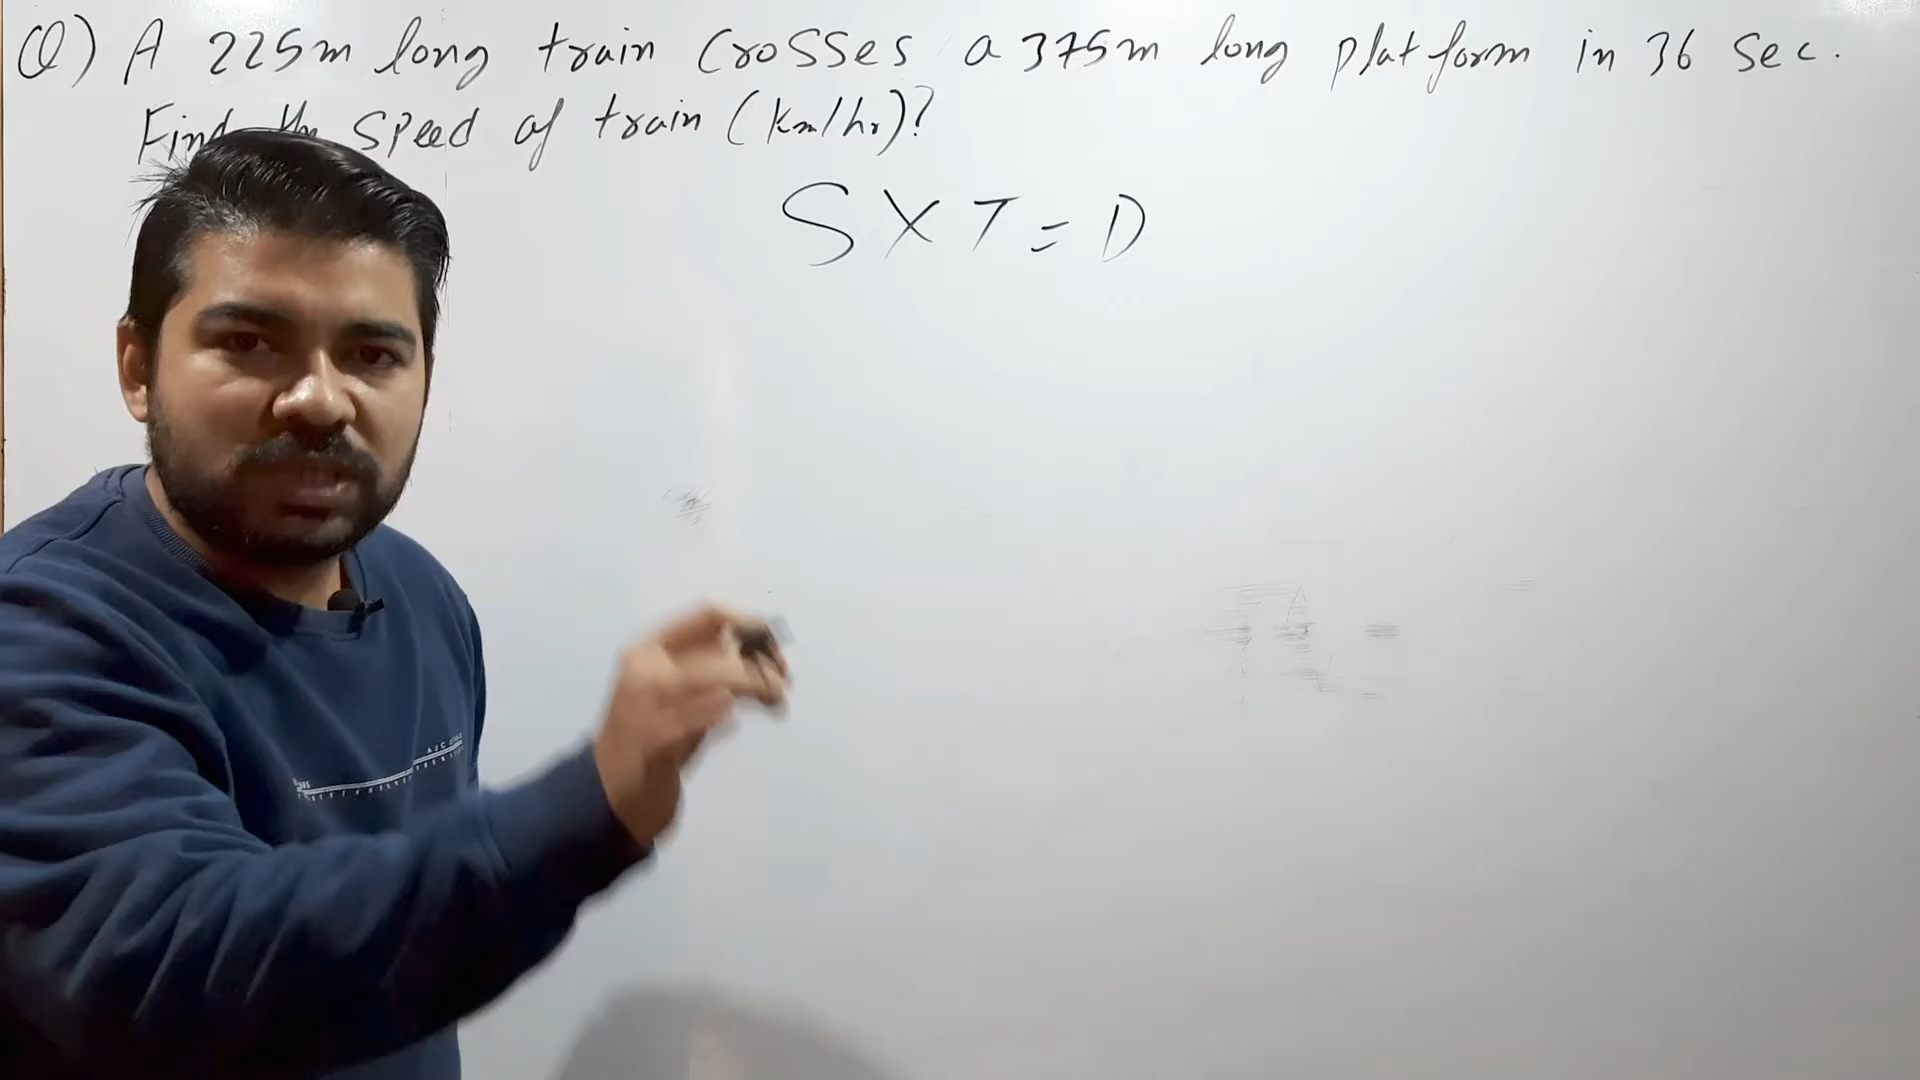 Q) A 225m long train crosses a 375m long platform in 36 sec.
Find the speed of train (km/hr)?
S X T = D